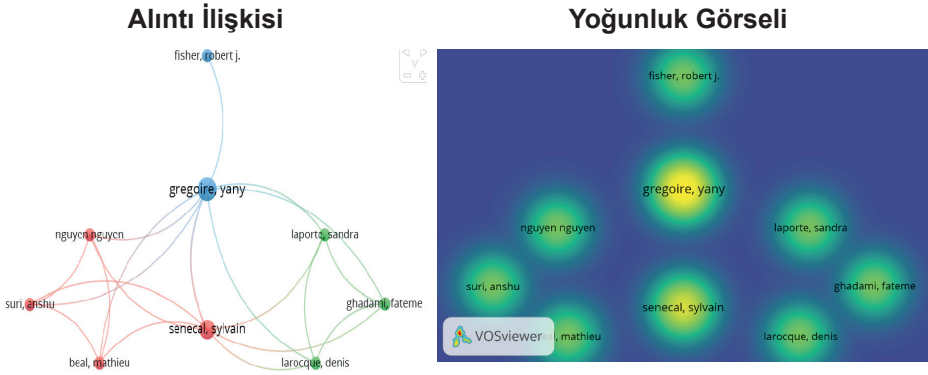 Alıntı İlişkisi
fisher, robert j.
gregoire, yany
nguyen nguyen
laporte, sandra
suri, anshu
ghadami, fateme
senecal, sylvain
beal, mathieu
larocque, denis
Yoğunluk Görseli
fisher, robert j.
gregoire, yany
nguyen nguyen
laporte, sandra
suri, anshu
ghadami, fateme
senecal, sylvain
VOSviewer
al, mathieu
larocque, denis